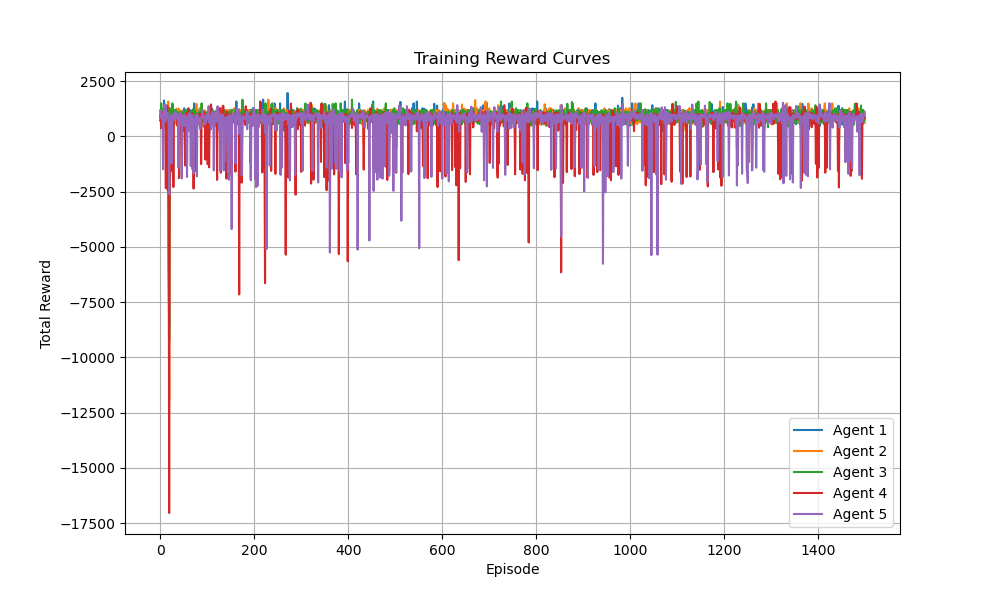 Training Reward Curves
2500
0
−2500
−5000
−7500
−10000
−12500
−15000
−17500
Total Reward
0 200 400 600 800 1000 1200 1400
Episode
Agent 1
Agent 2
Agent 3
Agent 4
Agent 5